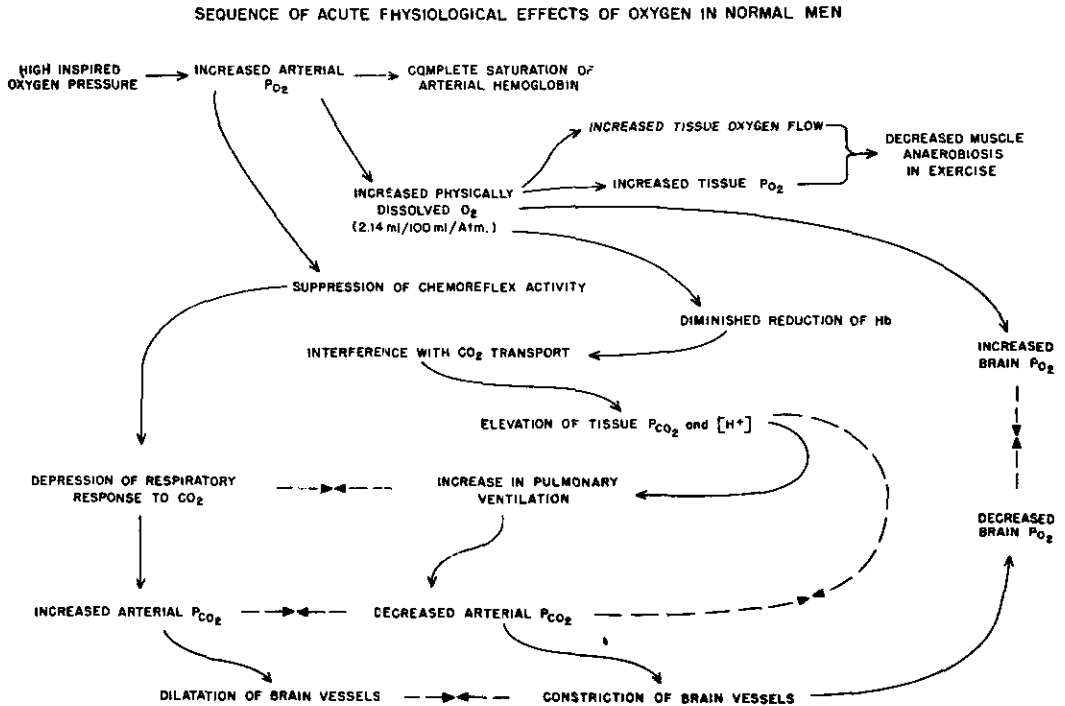 SEQUENCE OF ACUTE FHYSIOLOGICAL EFFECTS OF OXYGEN IN NORMAL MEN
HIGH INSPIRED
OXYGEN PRESSURE
INCREASED ARTERIAL
PO2
COMPLETE SATURATION OF
ARTERIAL HEMOGLOBIN
INCREASED TISSUE OXYGEN FLOW
DECREASED MUSCLE
ANAEROBIOSIS
IN EXERCISE
INCREASED TISSUE PO2
INCREASED PHYSICALLY
DISSOLVED O2
(2.14 ml/100 ml/Atm.)
SUPPRESSION OF CHEMOREFLEX ACTIVITY
DIMINISHED REDUCTION OF Hb
INTERFERENCE WITH CO2 TRANSPORT
INCREASED
BRAIN PO2
ELEVATION OF TISSUE PCO2 and [H+]
DEPRESSION OF RESPIRATORY
RESPONSE TO CO2
INCREASE IN PULMONARY
VENTILATION
DECREASED
BRAIN PO2
INCREASED ARTERIAL PCO2
DECREASED ARTERIAL PCO2
DILATATION OF BRAIN VESSELS
CONSTRICTION OF BRAIN VESSELS